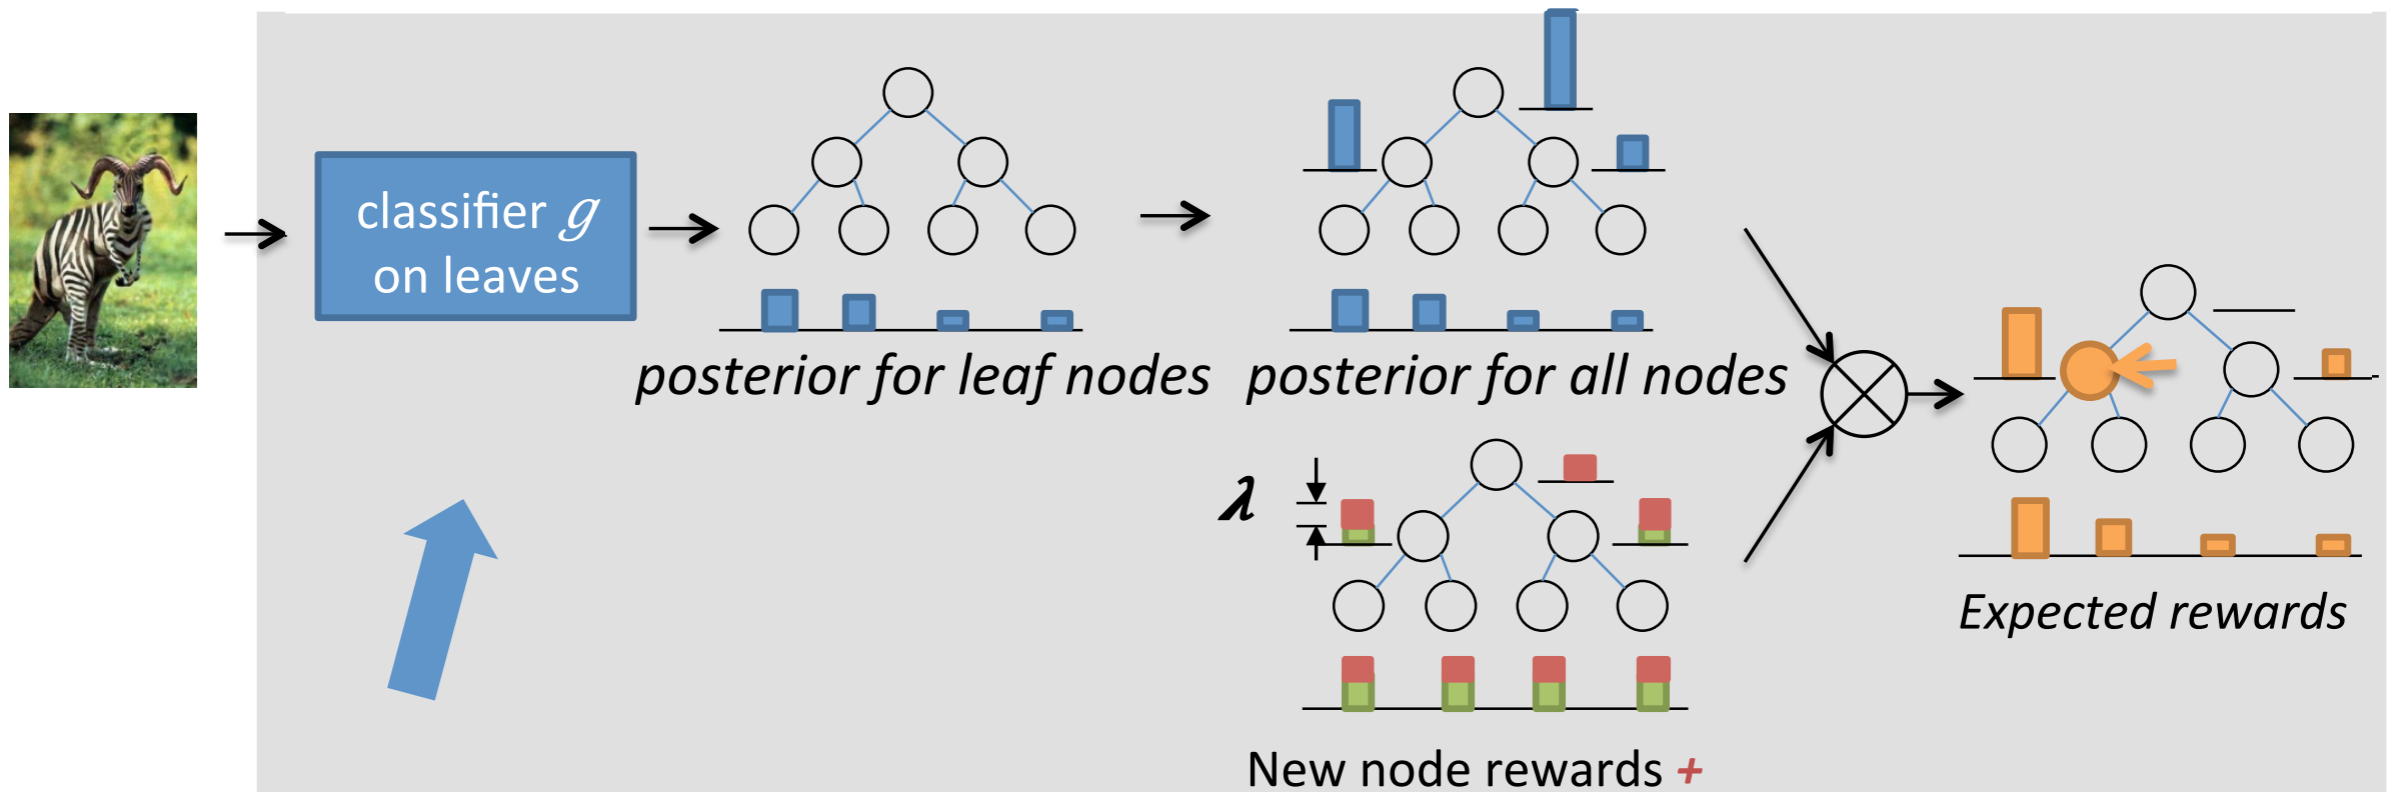 classifier g
on leaves
posterior for leaf nodes
posterior for all nodes
λ
Expected rewards
New node rewards +